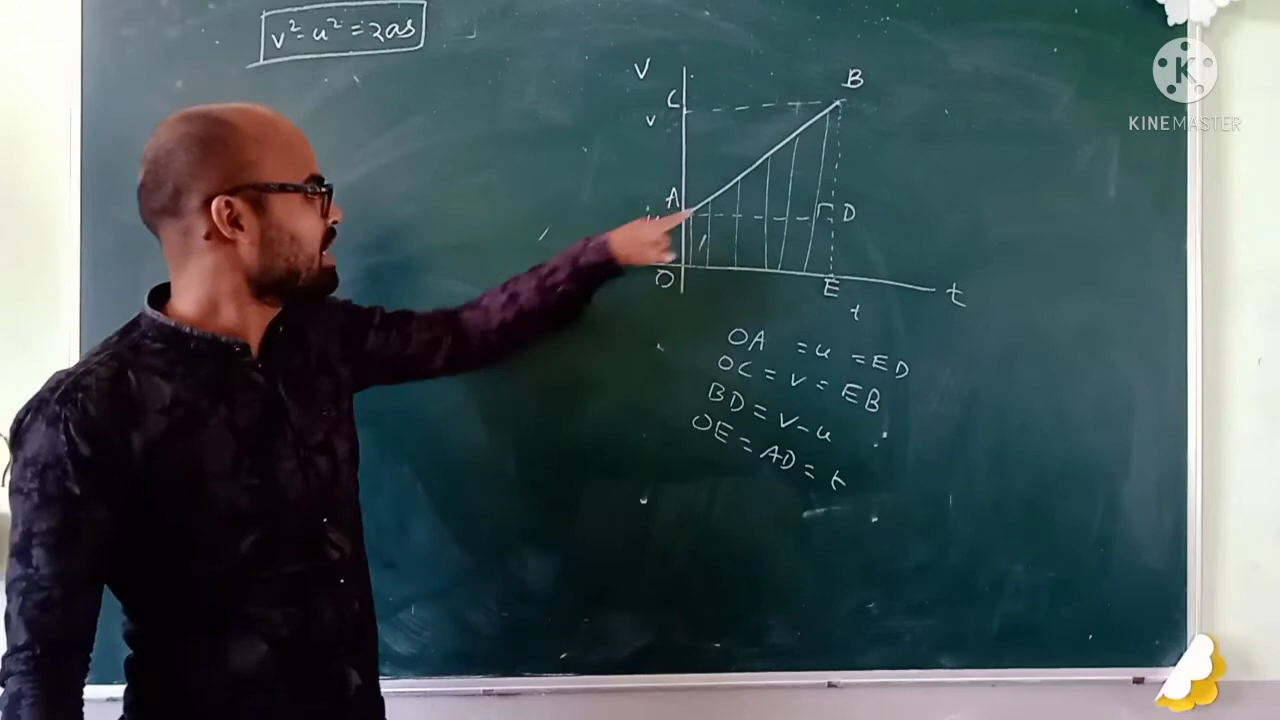 v² - u² = 2as
V
B
C
v
A
u
D
O
E
t
t
OA = u = ED
OC = v = EB
BD = v - u
OE = AD = t
K
KINEMASTER